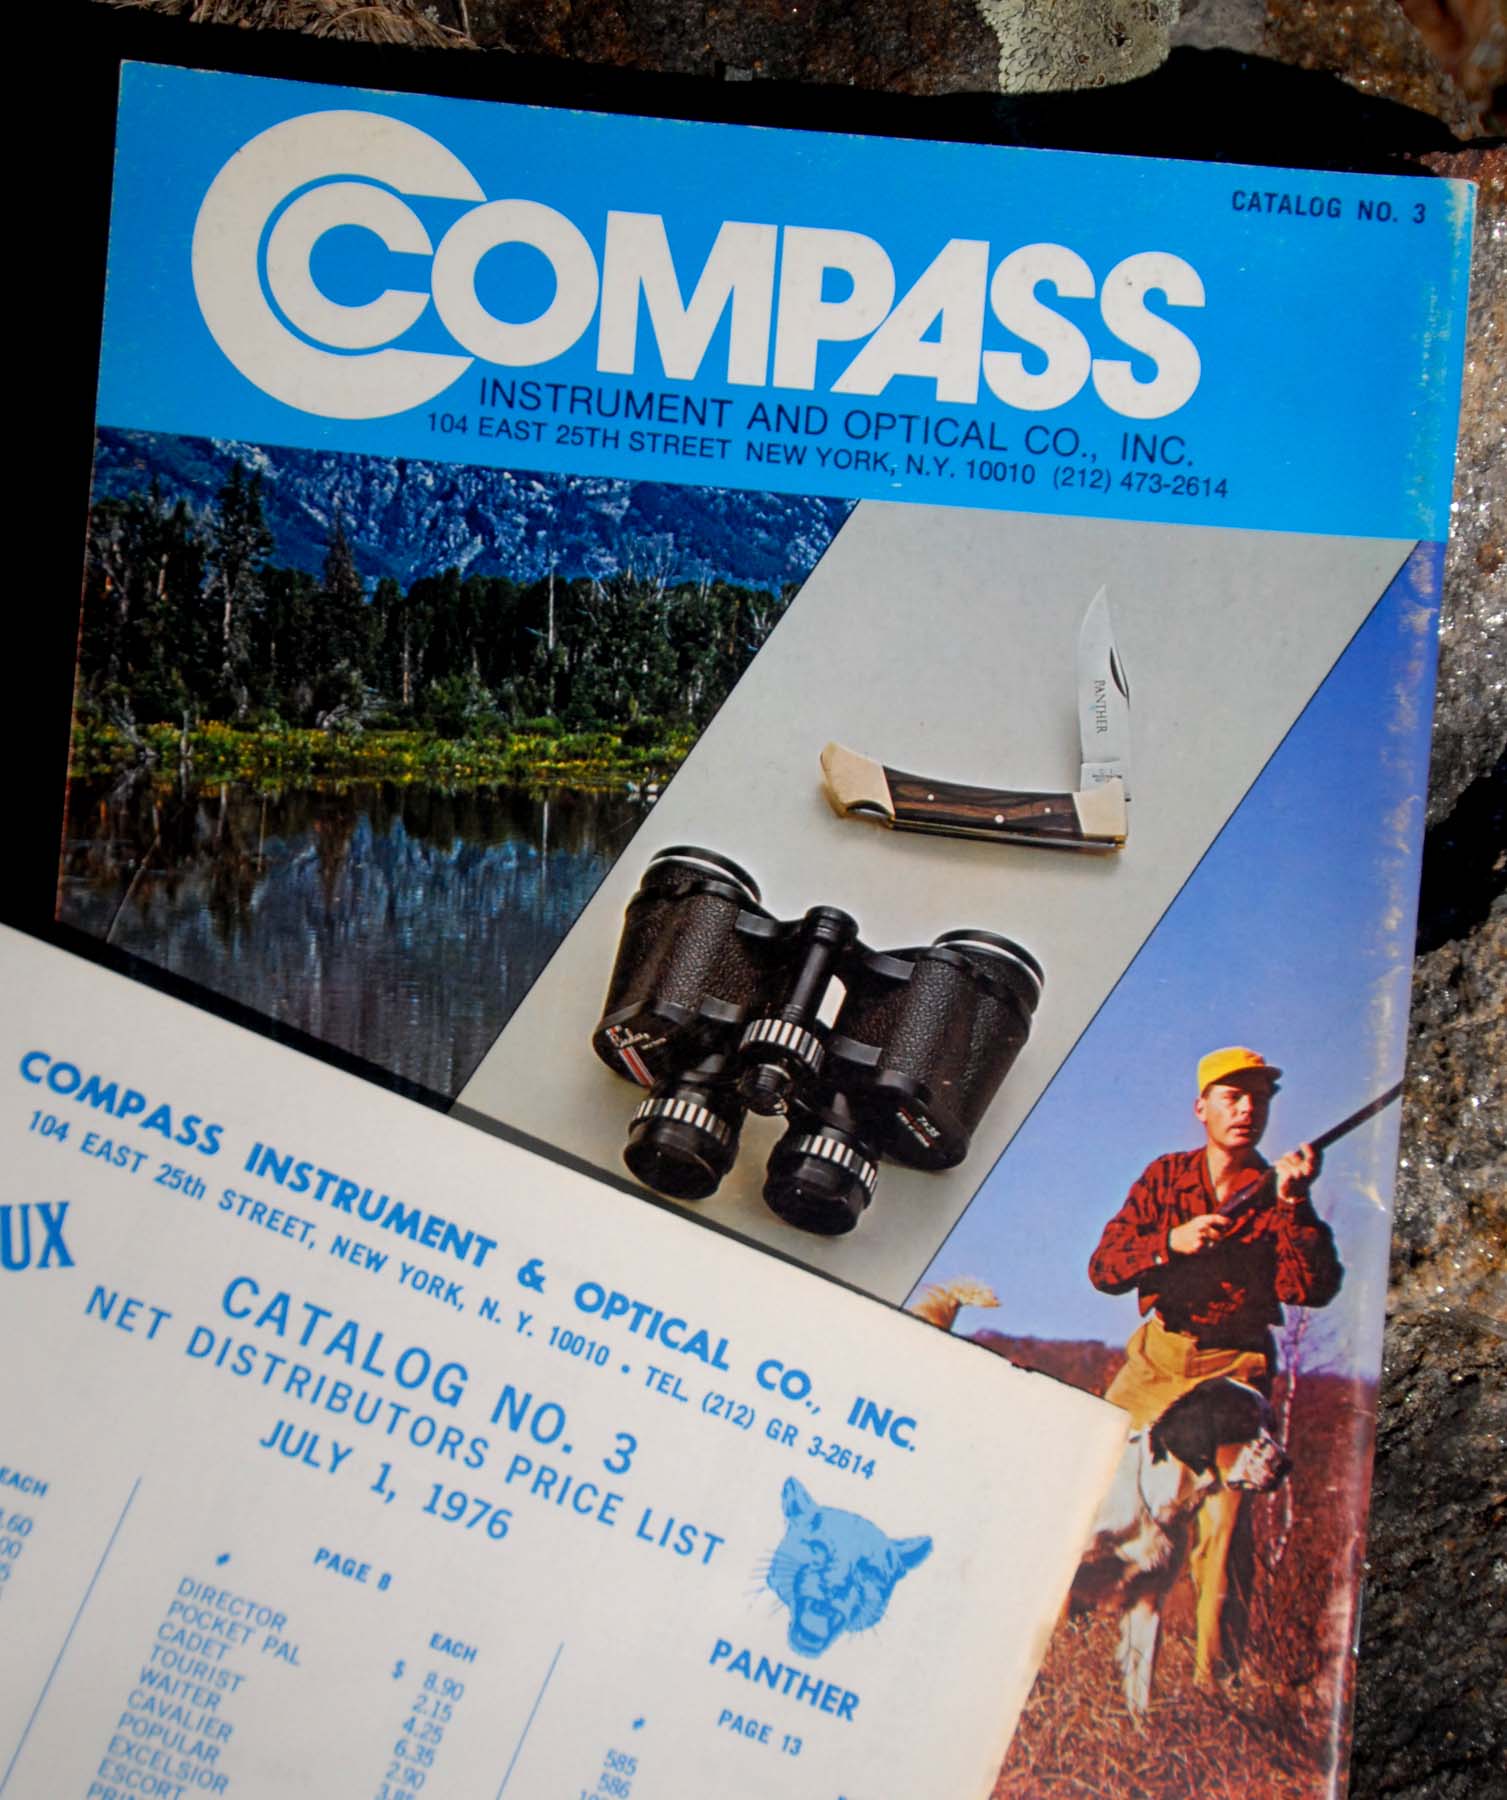 CATALOG NO. 3
COMPASS
INSTRUMENT AND OPTICAL CO., INC.
104 EAST 25TH STREET NEW YORK, N.Y. 10010 (212) 473-2614
PANTHER
7x35
COMPASS INSTRUMENT & OPTICAL CO., INC.
104 EAST 25th STREET, NEW YORK, N. Y. 10010 • TEL. (212) GR 3-2614
UX
CATALOG NO. 3
NET DISTRIBUTORS PRICE LIST
JULY 1, 1976
PANTHER
EACH
.60
PAGE 8
# EACH
DIRECTOR $ 8.90
POCKET PAL 2.15
CADET 4.25
TOURIST 6.35
WAITER 2.90
CAVALIER
POPULAR
EXCELSIOR
ESCORT
PAGE 13
#
585
586